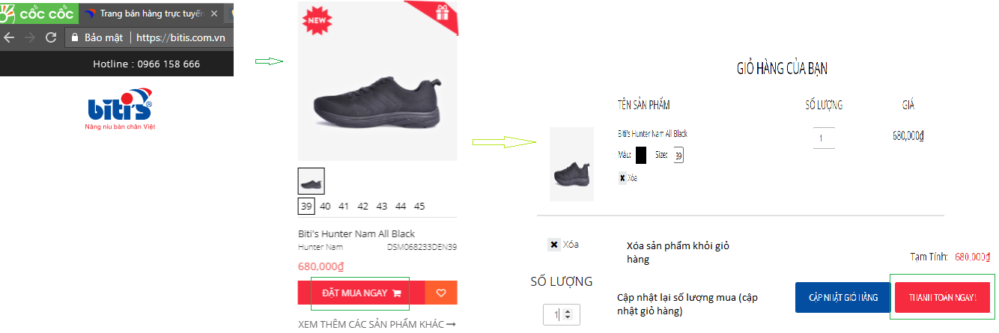 cốc cốc
Trang bán hàng trực tuyến
Bảo mật
https://bitis.com.vn
Hotline : 0966 158 666
biti's®
Nâng niu bàn chân Việt
NEW
39 40 41 42 43 44 45
Biti's Hunter Nam All Black
Hunter Nam DSM068233DEN39
680,000₫
ĐẶT MUA NGAY
XEM THÊM CÁC SẢN PHẨM KHÁC
GIỎ HÀNG CỦA BẠN
TÊN SẢN PHẨM SỐ LƯỢNG GIÁ
Biti's Hunter Nam All Black 1 680,000₫
Màu: Size: 39
Xóa
Xóa
Xóa sản phẩm khỏi giỏ
hàng
SỐ LƯỢNG
1
Cập nhật lại số lượng mua (cập
nhật giỏ hàng)
Tạm Tính: 680,000₫
CẬP NHẬT GIỎ HÀNG
THANH TOÁN NGAY!